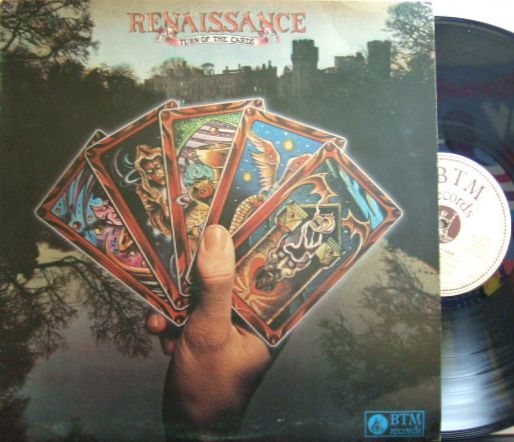 RENAISSANCE
TURN OF THE CARDS
BTM
records
BTM
records